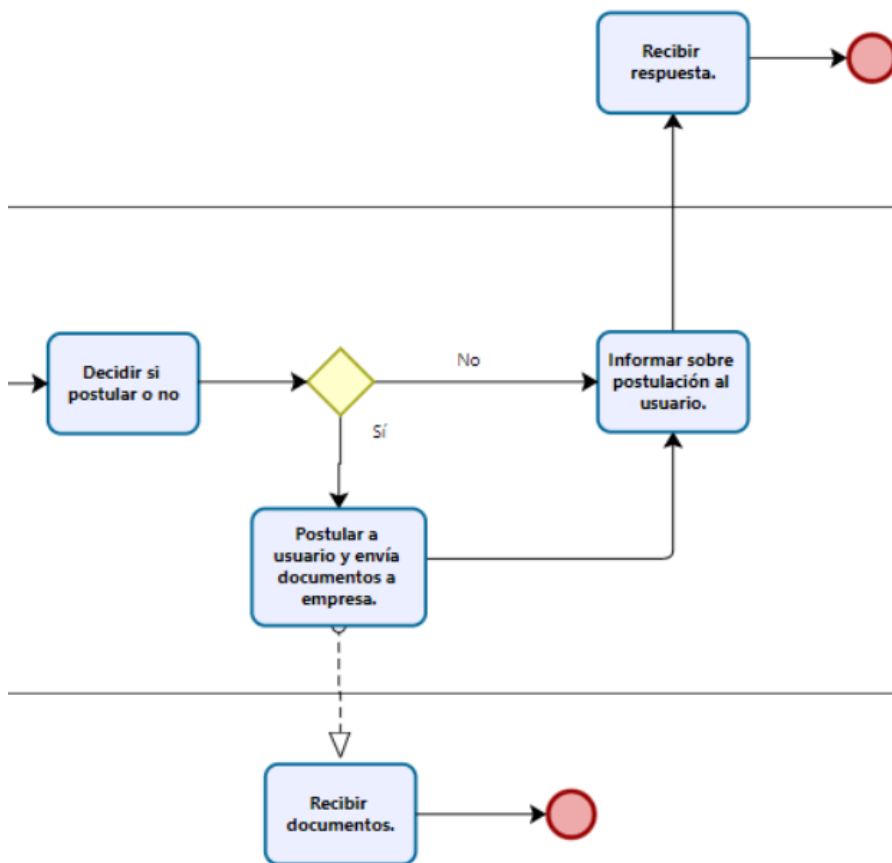 Recibir
respuesta.
Decidir si
postular o no
No
Informar sobre
postulación al
usuario.
Sí
Postular a
usuario y envía
documentos a
empresa.
Recibir
documentos.